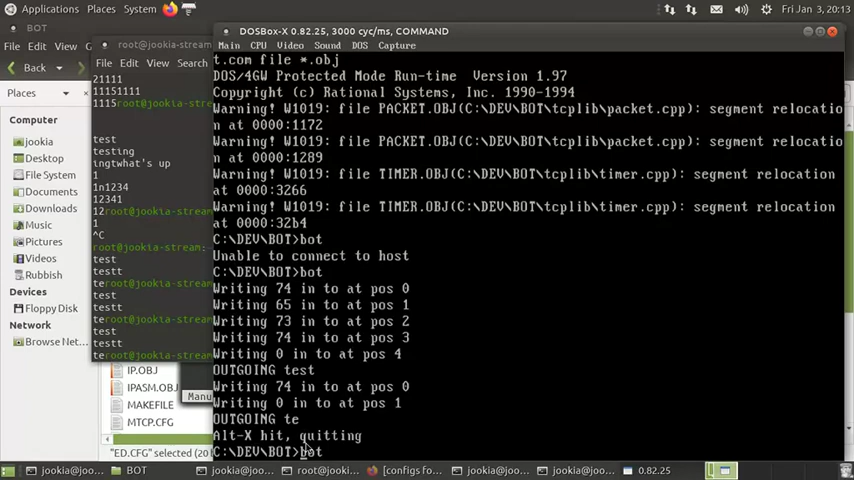 Applications Places System Fri Jan 3, 20:13
BOT
File Edit View
Back
Places
Computer
jookia
Desktop
File System
Documents
Downloads
Music
Pictures
Videos
Rubbish
Devices
Floppy Disk
Network
Browse Net...
root@jookia-stream
File Edit View Search
21111
11151111
1115root@jookia-stream
test
testing
ingtwhat's up
1
1n1234
12341
12root@jookia-stream
1
^C
root@jookia-stream:
test
testt
teroot@jookia-stream
test
testt
teroot@jookia-stream
test
testt
teroot@jookia-stream
IP.OBJ
IPASM.OBJ
MAKEFILE
MTCP.CFG
"ED.CFG" selected (20
Manu
DOSBox-X 0.82.25, 3000 cyc/ms, COMMAND
Main CPU Video Sound DOS Capture
t.com file *.obj
DOS/4GW Protected Mode Run-time Version 1.97
Copyright (c) Rational Systems, Inc. 1990-1994
Warning! W1019: file PACKET.OBJ(C:\DEV\BOT\tcplib\packet.cpp): segment relocatio
n at 0000:1172
Warning! W1019: file PACKET.OBJ(C:\DEV\BOT\tcplib\packet.cpp): segment relocatio
n at 0000:1289
Warning! W1019: file TIMER.OBJ(C:\DEV\BOT\tcplib\timer.cpp): segment relocation
at 0000:3266
Warning! W1019: file TIMER.OBJ(C:\DEV\BOT\tcplib\timer.cpp): segment relocation
at 0000:32b4
C:\DEV\BOT>bot
Unable to connect to host
C:\DEV\BOT>bot
Writing 74 in to at pos 0
Writing 65 in to at pos 1
Writing 73 in to at pos 2
Writing 74 in to at pos 3
Writing 0 in to at pos 4
OUTGOING test
Writing 74 in to at pos 0
Writing 0 in to at pos 1
OUTGOING te
Alt-X hit, quitting
C:\DEV\BOT>bot
jookia@jooki... BOT jookia@jooki... root@jookia-... [configs fo... jookia@jooki... jookia@jooki... 0.82.25